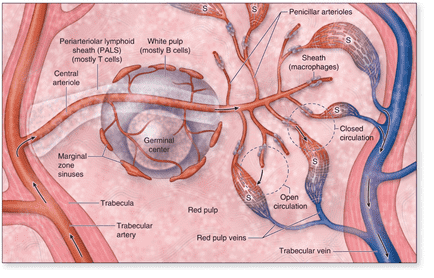 S
S
Penicillar arterioles
Periarteriolar lymphoid
sheath (PALS)
(mostly T cells)
White pulp
(mostly B cells)
S
Sheath
(macrophages)
Central
arteriole
S
Closed
circulation
Germinal
center
Marginal
zone
sinuses
S
S
Open
circulation
Trabecula
Red pulp
Trabecular
artery
Red pulp veins
Trabecular vein